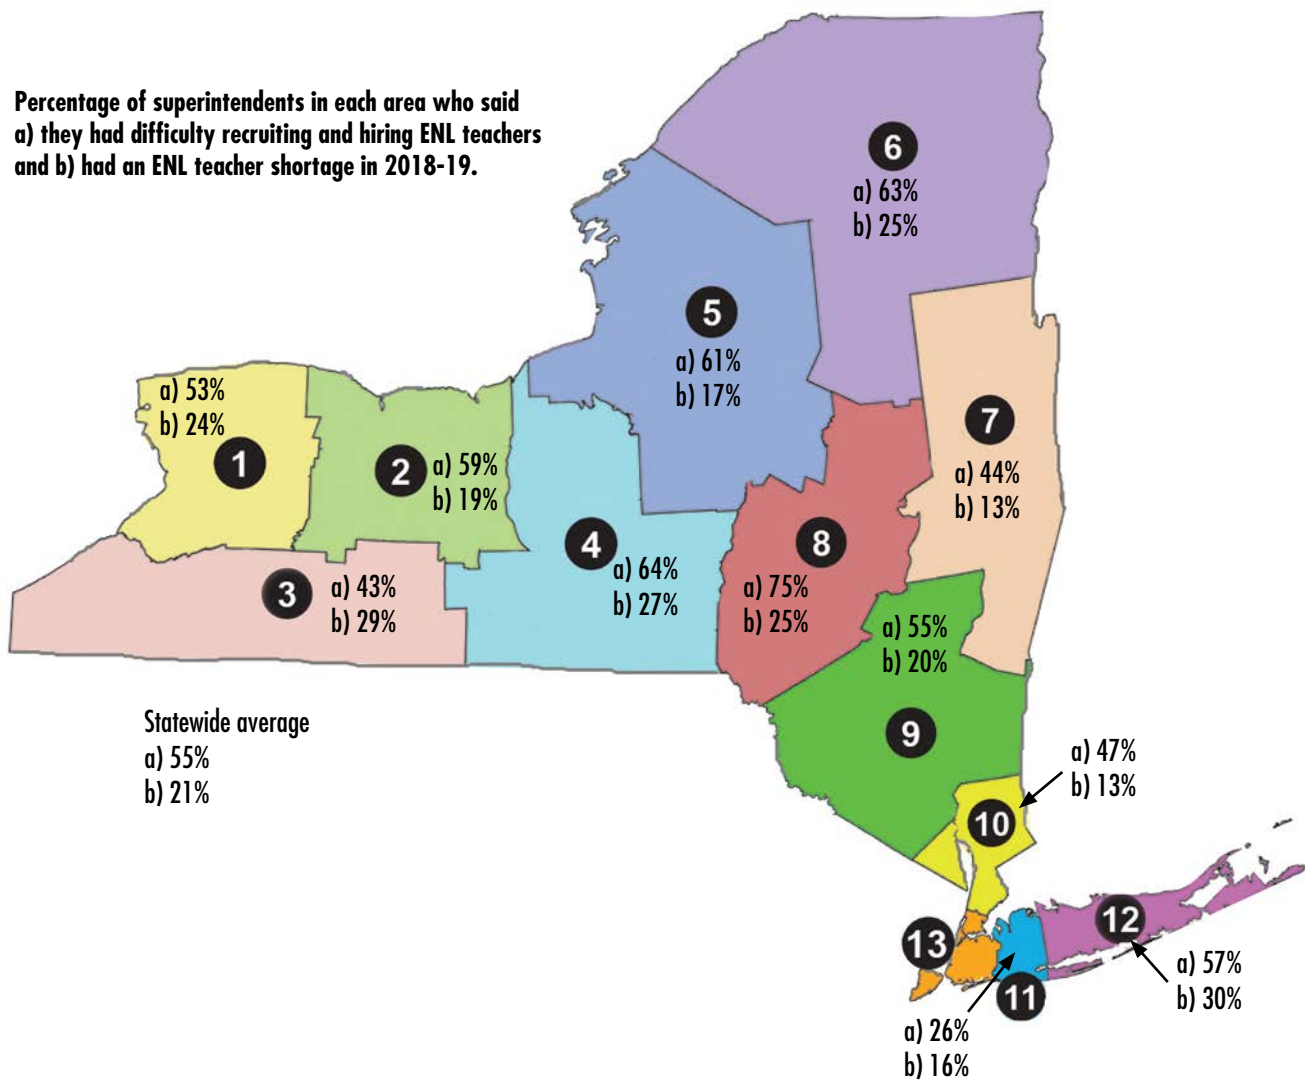 Percentage of superintendents in each area who said
a) they had difficulty recruiting and hiring ENL teachers
and b) had an ENL teacher shortage in 2018-19.
6
a) 63%
b) 25%
5
a) 61%
b) 17%
a) 53%
b) 24%
1
2
a) 59%
b) 19%
7
a) 44%
b) 13%
4
a) 64%
b) 27%
8
a) 75%
b) 25%
3
a) 43%
b) 29%
a) 55%
b) 20%
9
Statewide average
a) 55%
b) 21%
a) 47%
b) 13%
10
12
a) 57%
b) 30%
13
11
a) 26%
b) 16%